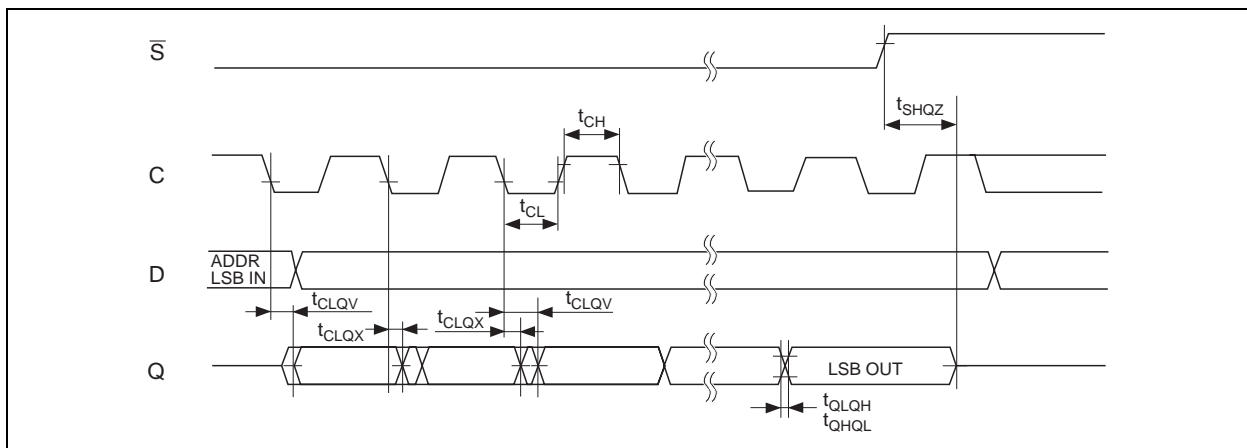 S̅
tSHQZ
tCH
C
tCL
ADDR
LSB IN
D
tCLQV
tCLQV
tCLQX
tCLQX
Q
LSB OUT
tQLQH
tQHQL